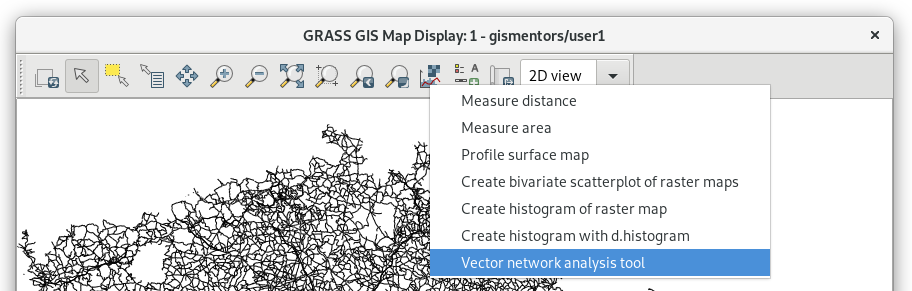 GRASS GIS Map Display: 1 - gismentors/user1
2D view
Measure distance
Measure area
Profile surface map
Create bivariate scatterplot of raster maps
Create histogram of raster map
Create histogram with d.histogram
Vector network analysis tool